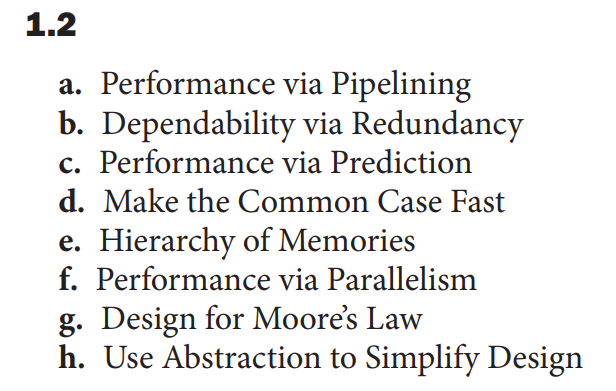 1.2
a. Performance via Pipelining
b. Dependability via Redundancy
c. Performance via Prediction
d. Make the Common Case Fast
e. Hierarchy of Memories
f. Performance via Parallelism
g. Design for Moore’s Law
h. Use Abstraction to Simplify Design